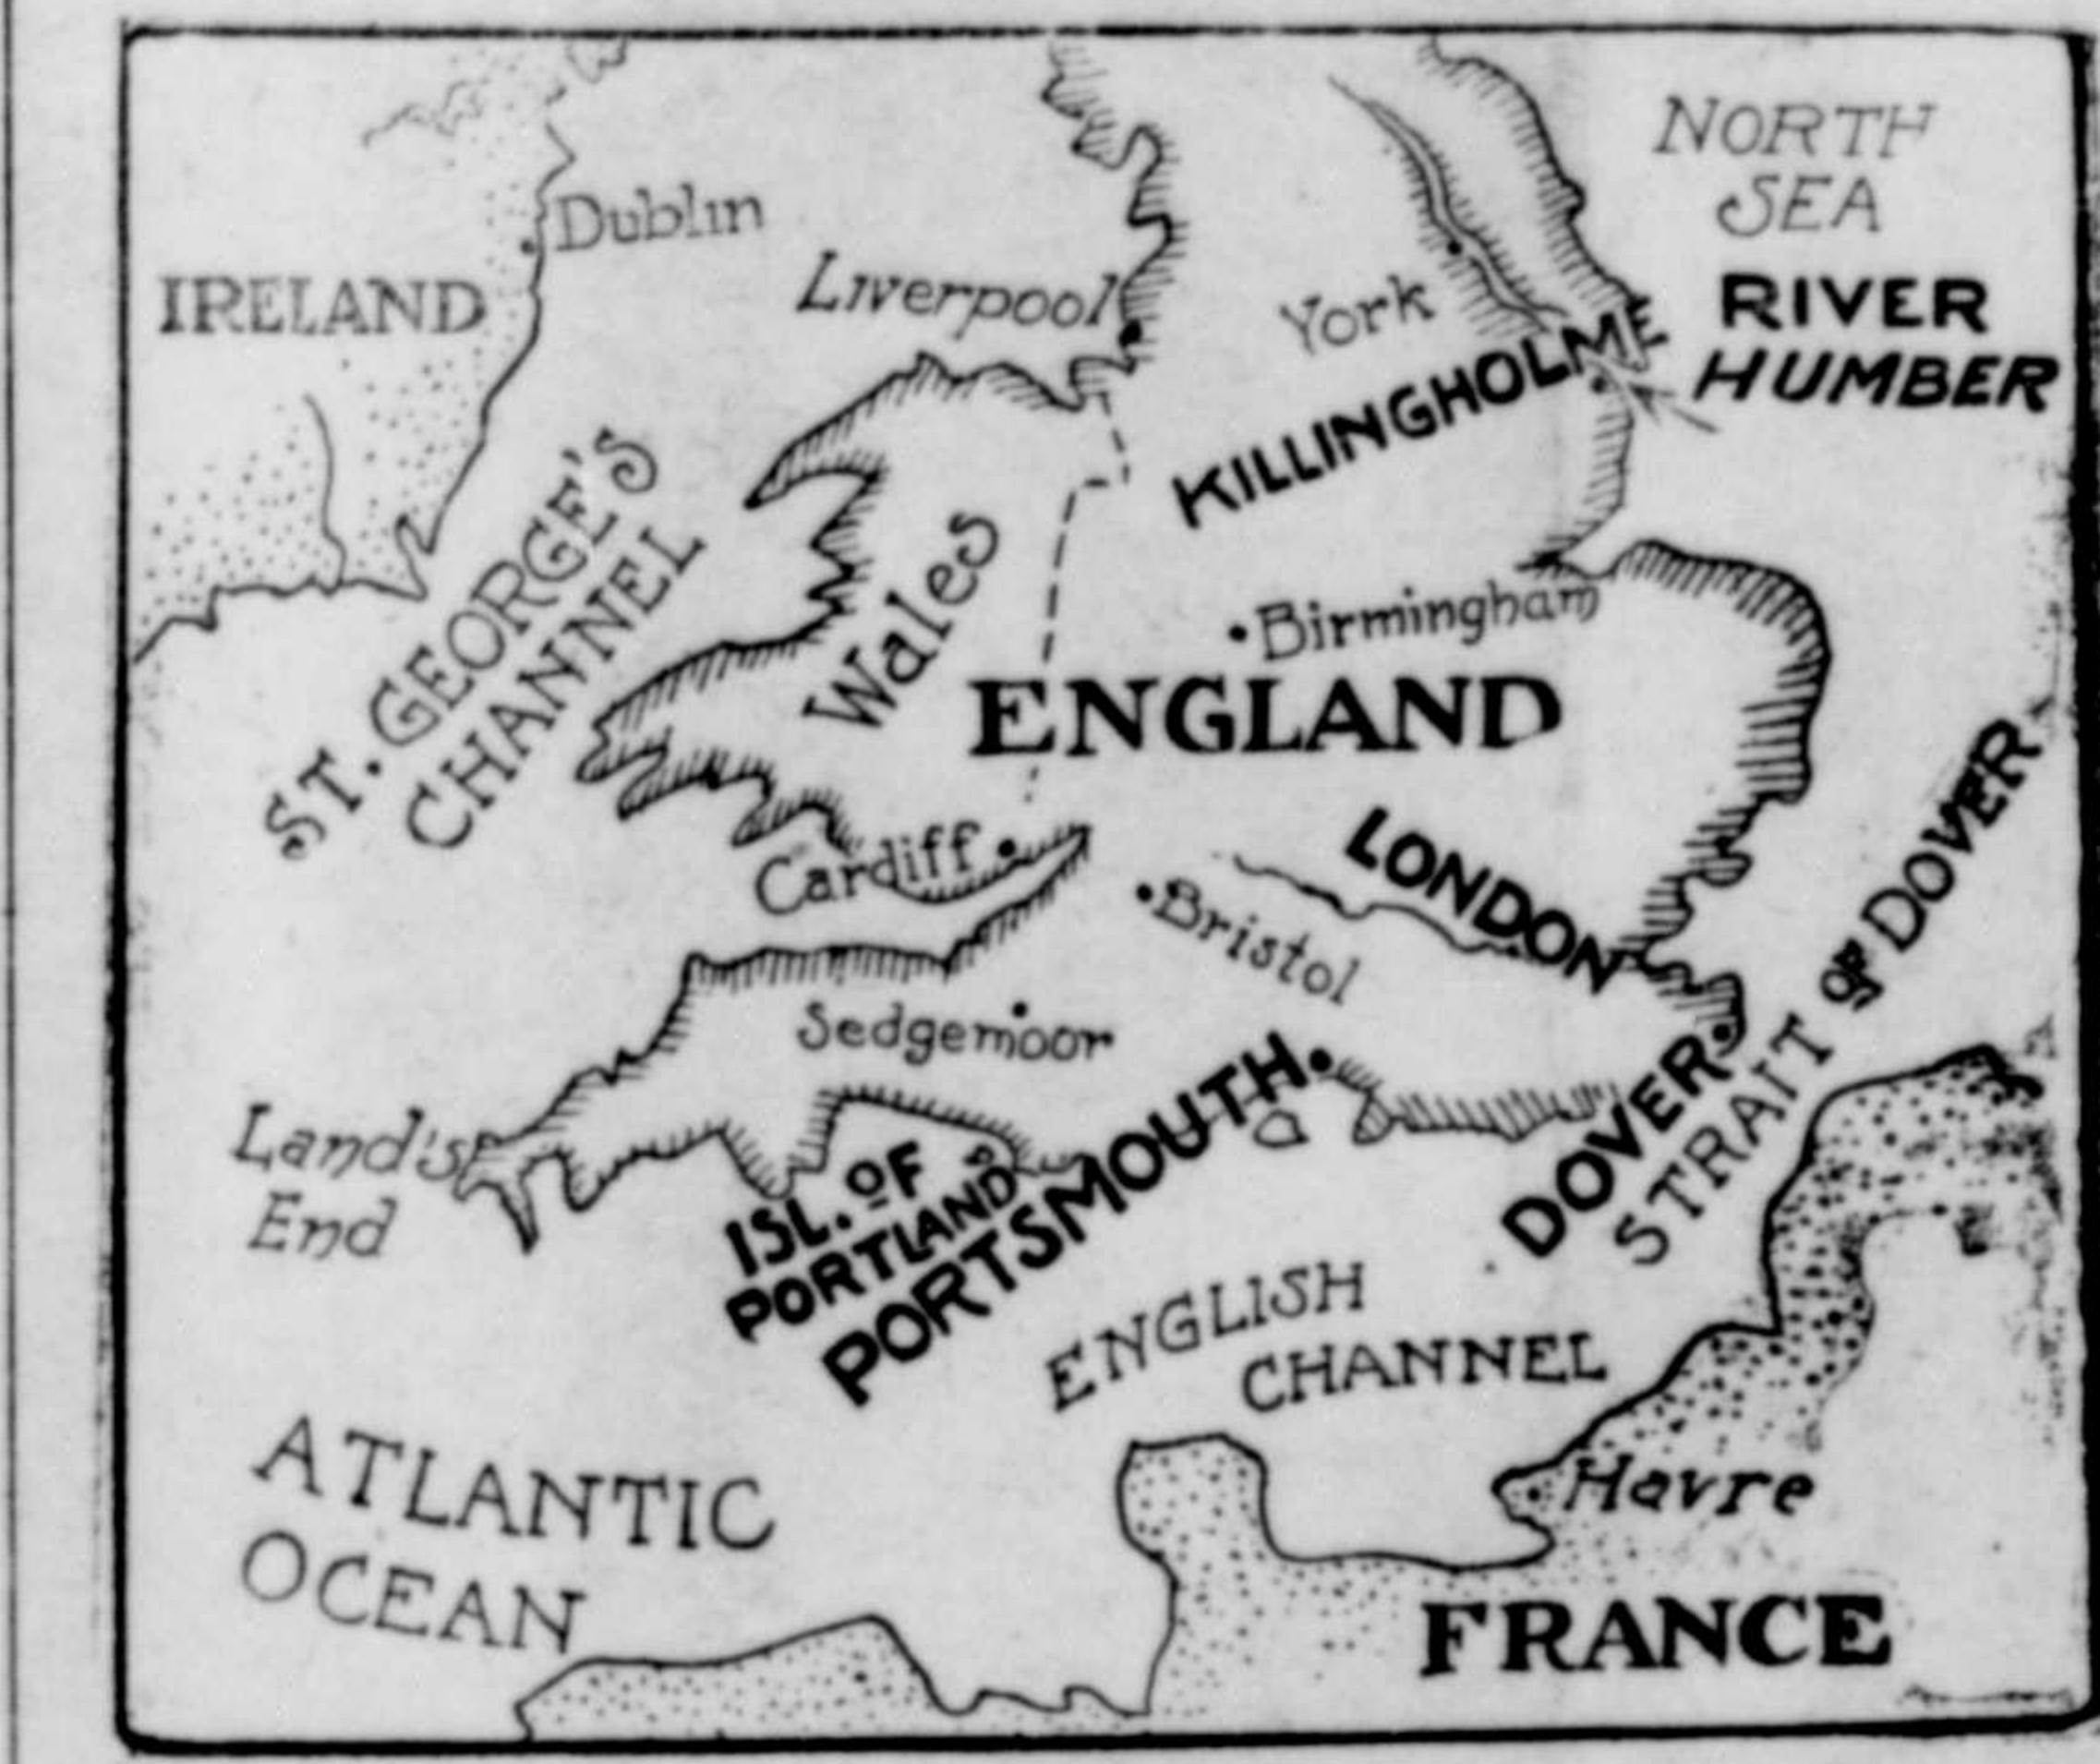 NORTH
SEA
Dublin
IRELAND
Liverpool
York
RIVER
HUMBER
KILLINGHOLME
ST. GEORGE'S
CHANNEL
Wales
Birmingham
ENGLAND
LONDON
Cardiff
Bristol
Sedgemoor
STRAIT OF DOVER
DOVER
Land's
End
ISL. OF
PORTLAND
PORTSMOUTH
ENGLISH
CHANNEL
ATLANTIC
OCEAN
Havre
FRANCE